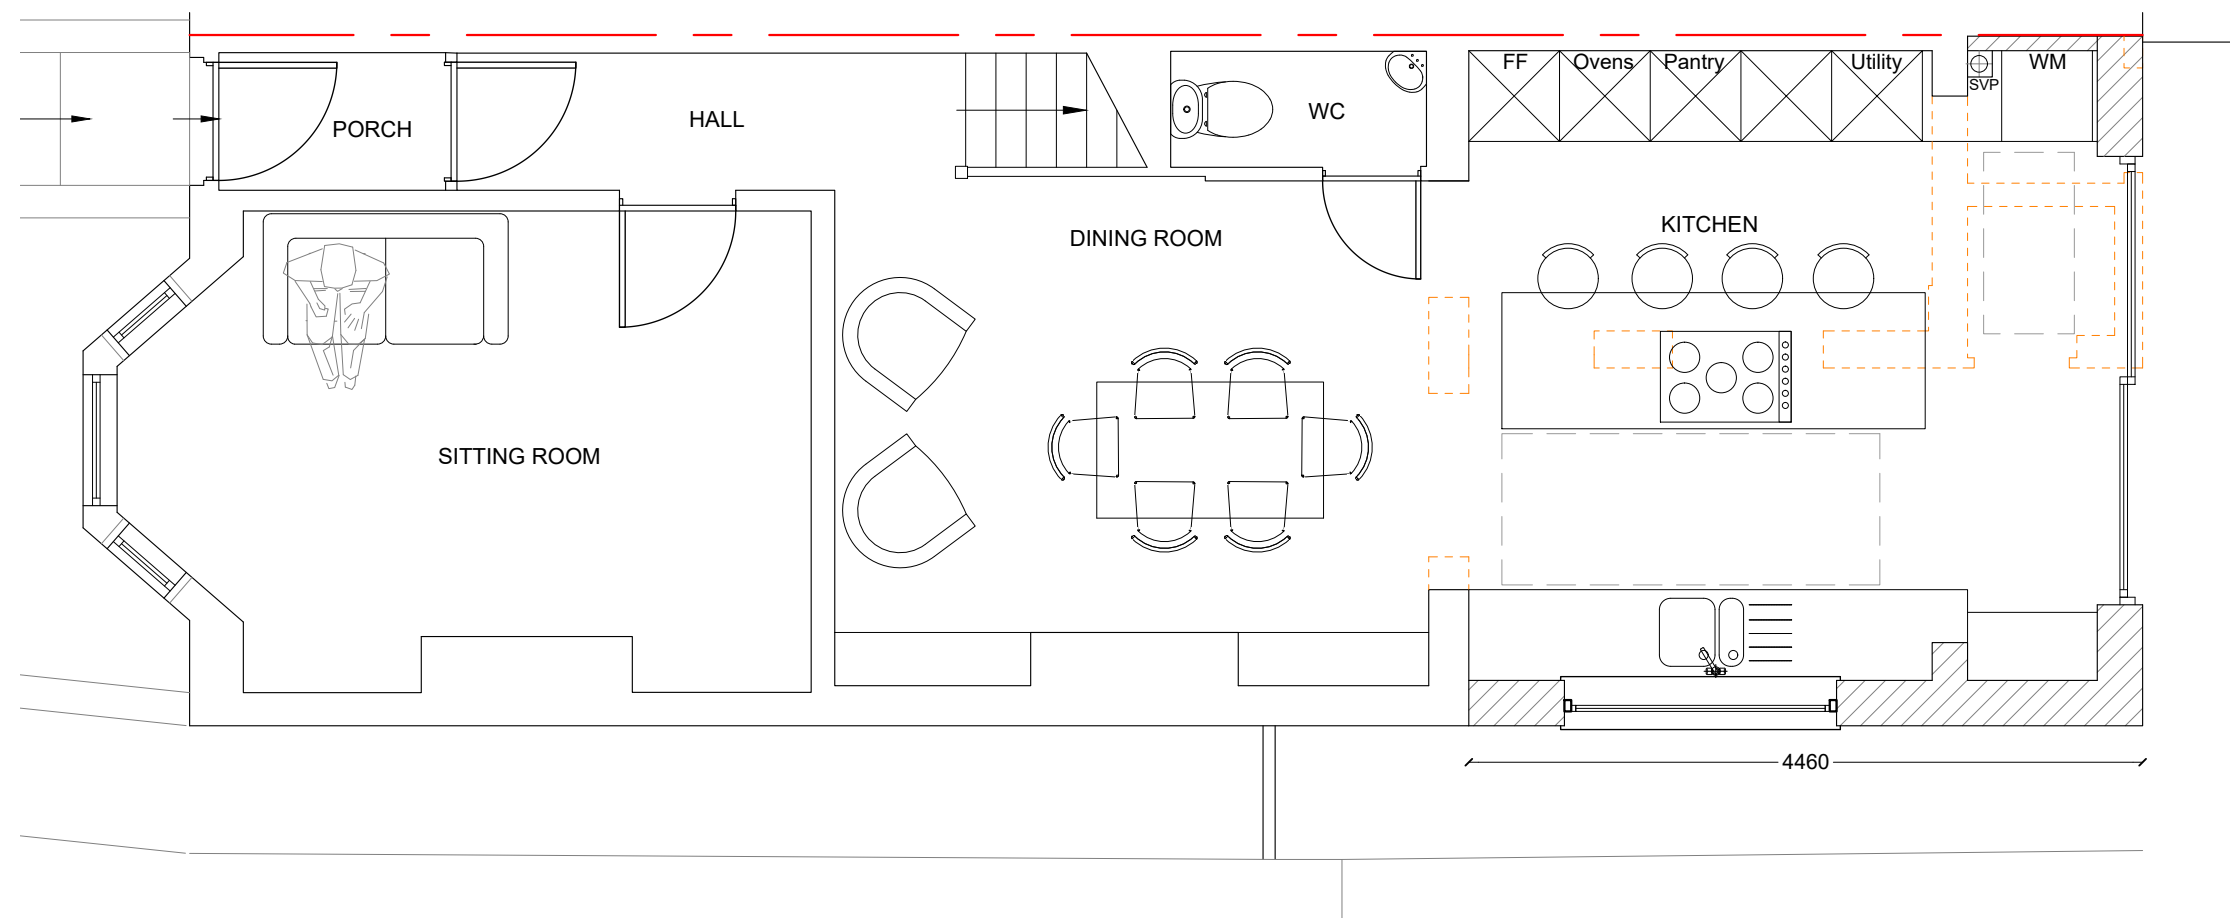 FF Ovens Pantry Utility WM
SVP
PORCH HALL WC
KITCHEN
DINING ROOM
SITTING ROOM
4460